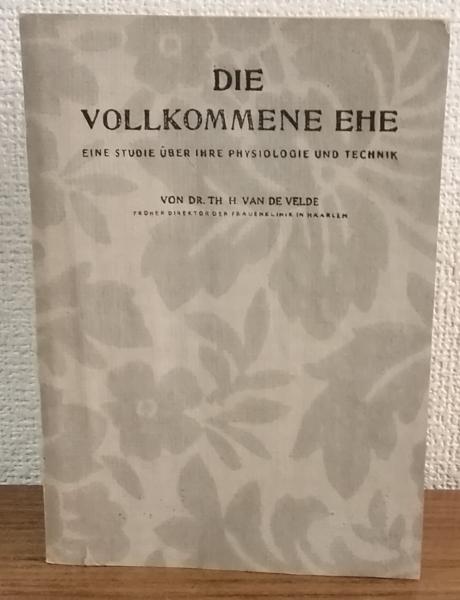 DIE
VOLLKOMMENE EHE
EINE STUDIE ÜBER IHRE PHYSIOLOGIE UND TECHNIK
VON DR. TH. H. VAN DE VELDE
FRÜHER DIREKTOR DER FRAUENKLINIK IN HAARLEM